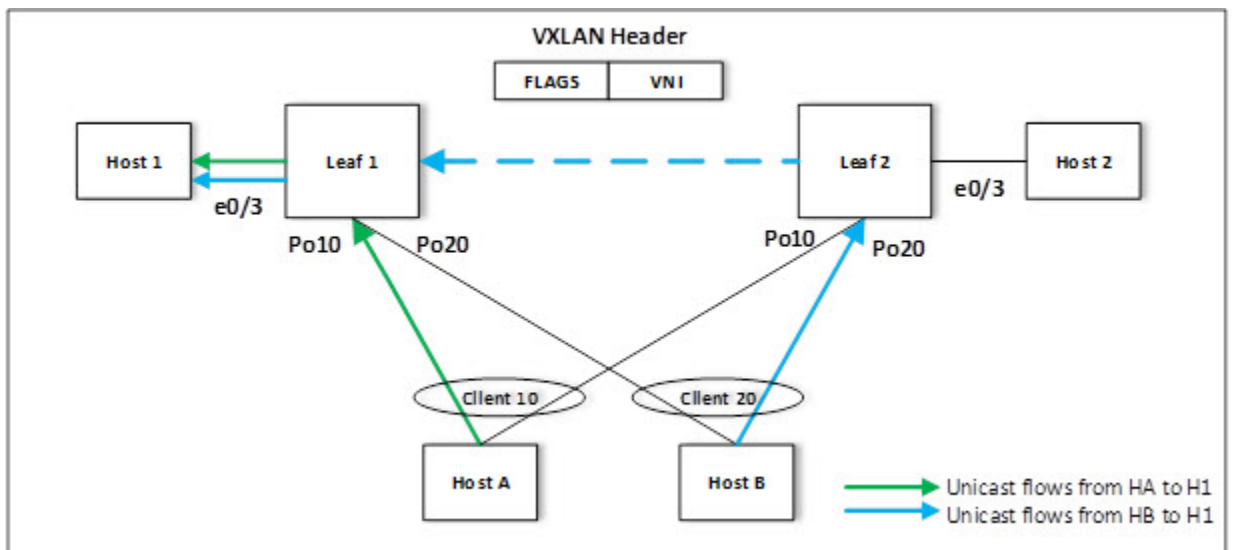 VXLAN Header
FLAGS VNI
Host 1 Leaf 1 Leaf 2 Host 2
e0/3 e0/3
Po10 Po20 Po10 Po20
Client 10 Client 20
Host A Host B
Unicast flows from HA to H1
Unicast flows from HB to H1